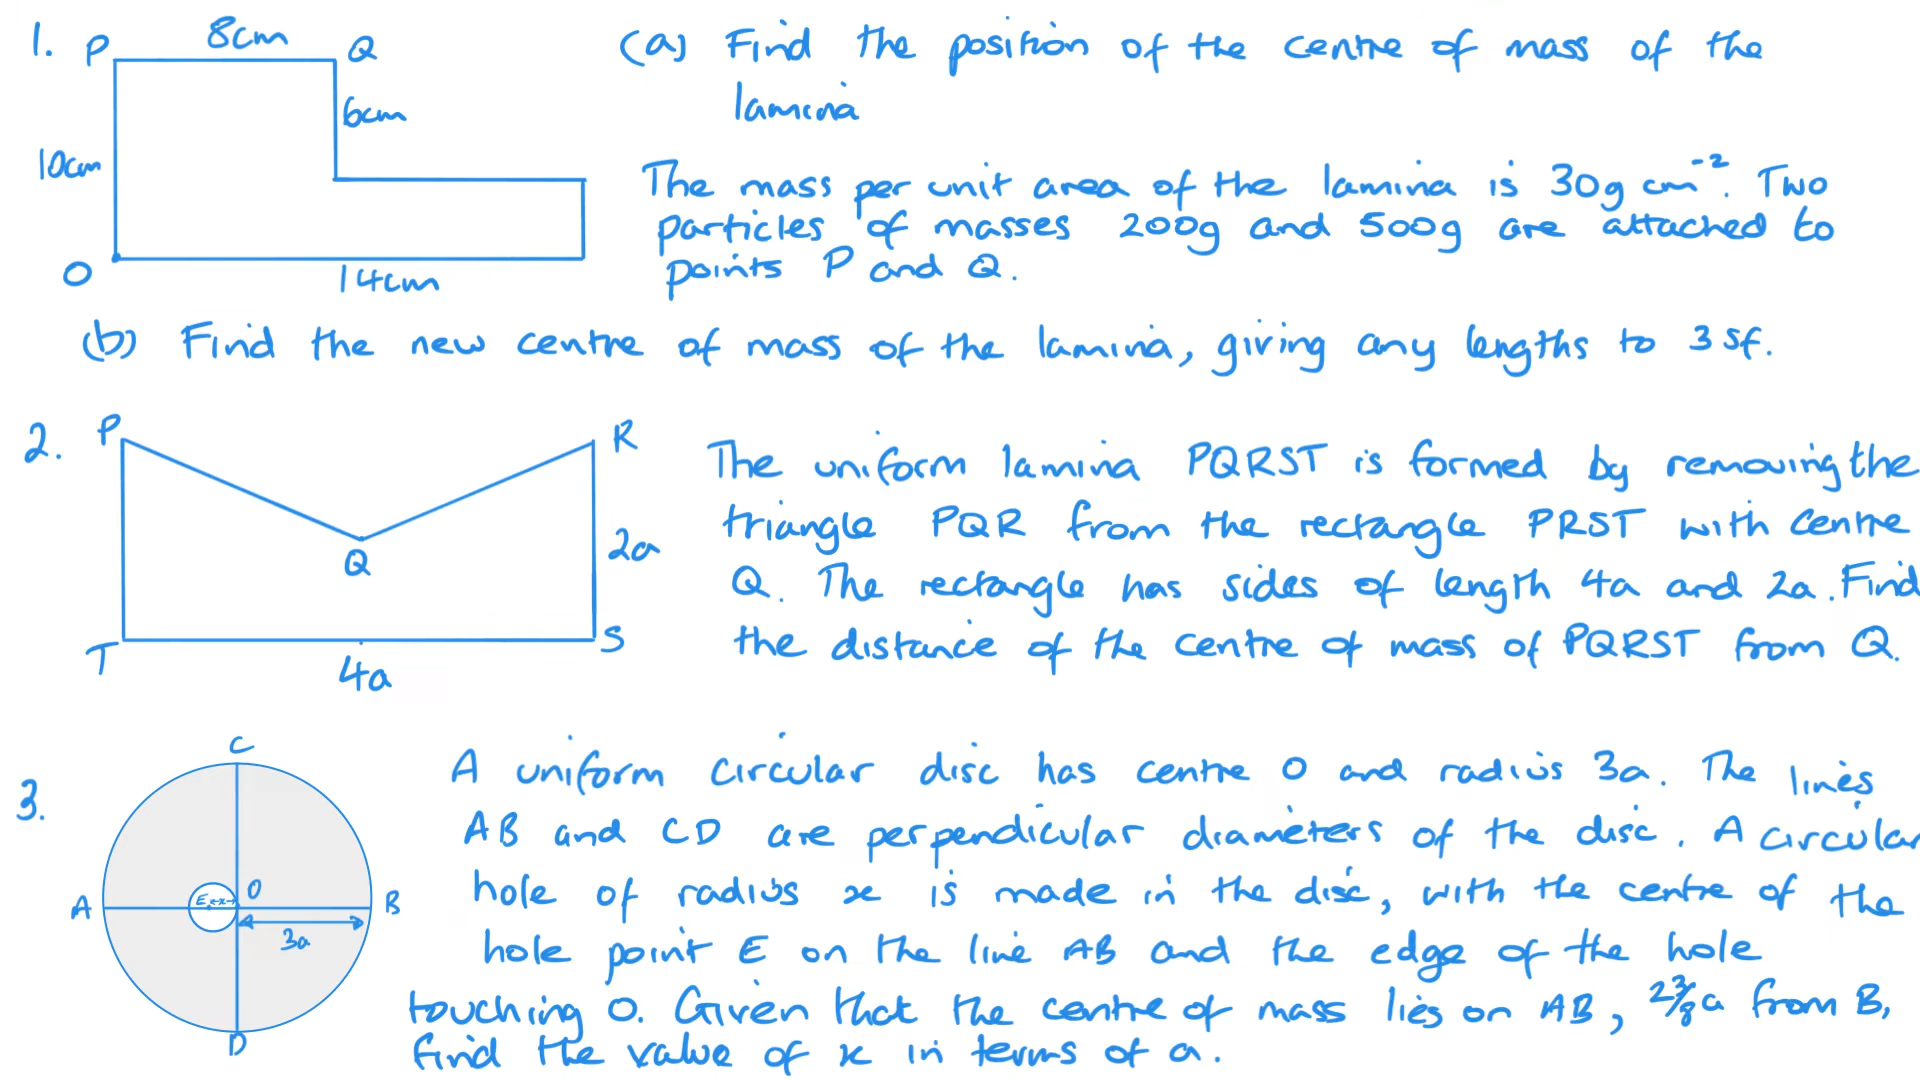 1. P 8cm Q
6cm
10cm
O 14cm
(a) Find the position of the centre of mass of the
lamina
The mass per unit area of the lamina is 30g cm⁻². Two
particles of masses 200g and 500g are attached to
points P and Q.
(b) Find the new centre of mass of the lamina, giving any lengths to 3 sf.
2. P R
Q 2a
T S
4a
The uniform lamina PQRST is formed by removing the
triangle PQR from the rectangle PRST with centre
Q. The rectangle has sides of length 4a and 2a. Find
the distance of the centre of mass of PQRST from Q.
3. C
A E x O B
3a
D
A uniform circular disc has centre O and radius 3a. The lines
AB and CD are perpendicular diameters of the disc. A circular
hole of radius x is made in the disc, with the centre of the
hole point E on the line AB and the edge of the hole
touching O. Given that the centre of mass lies on AB, 2⅜a from B,
find the value of x in terms of a.